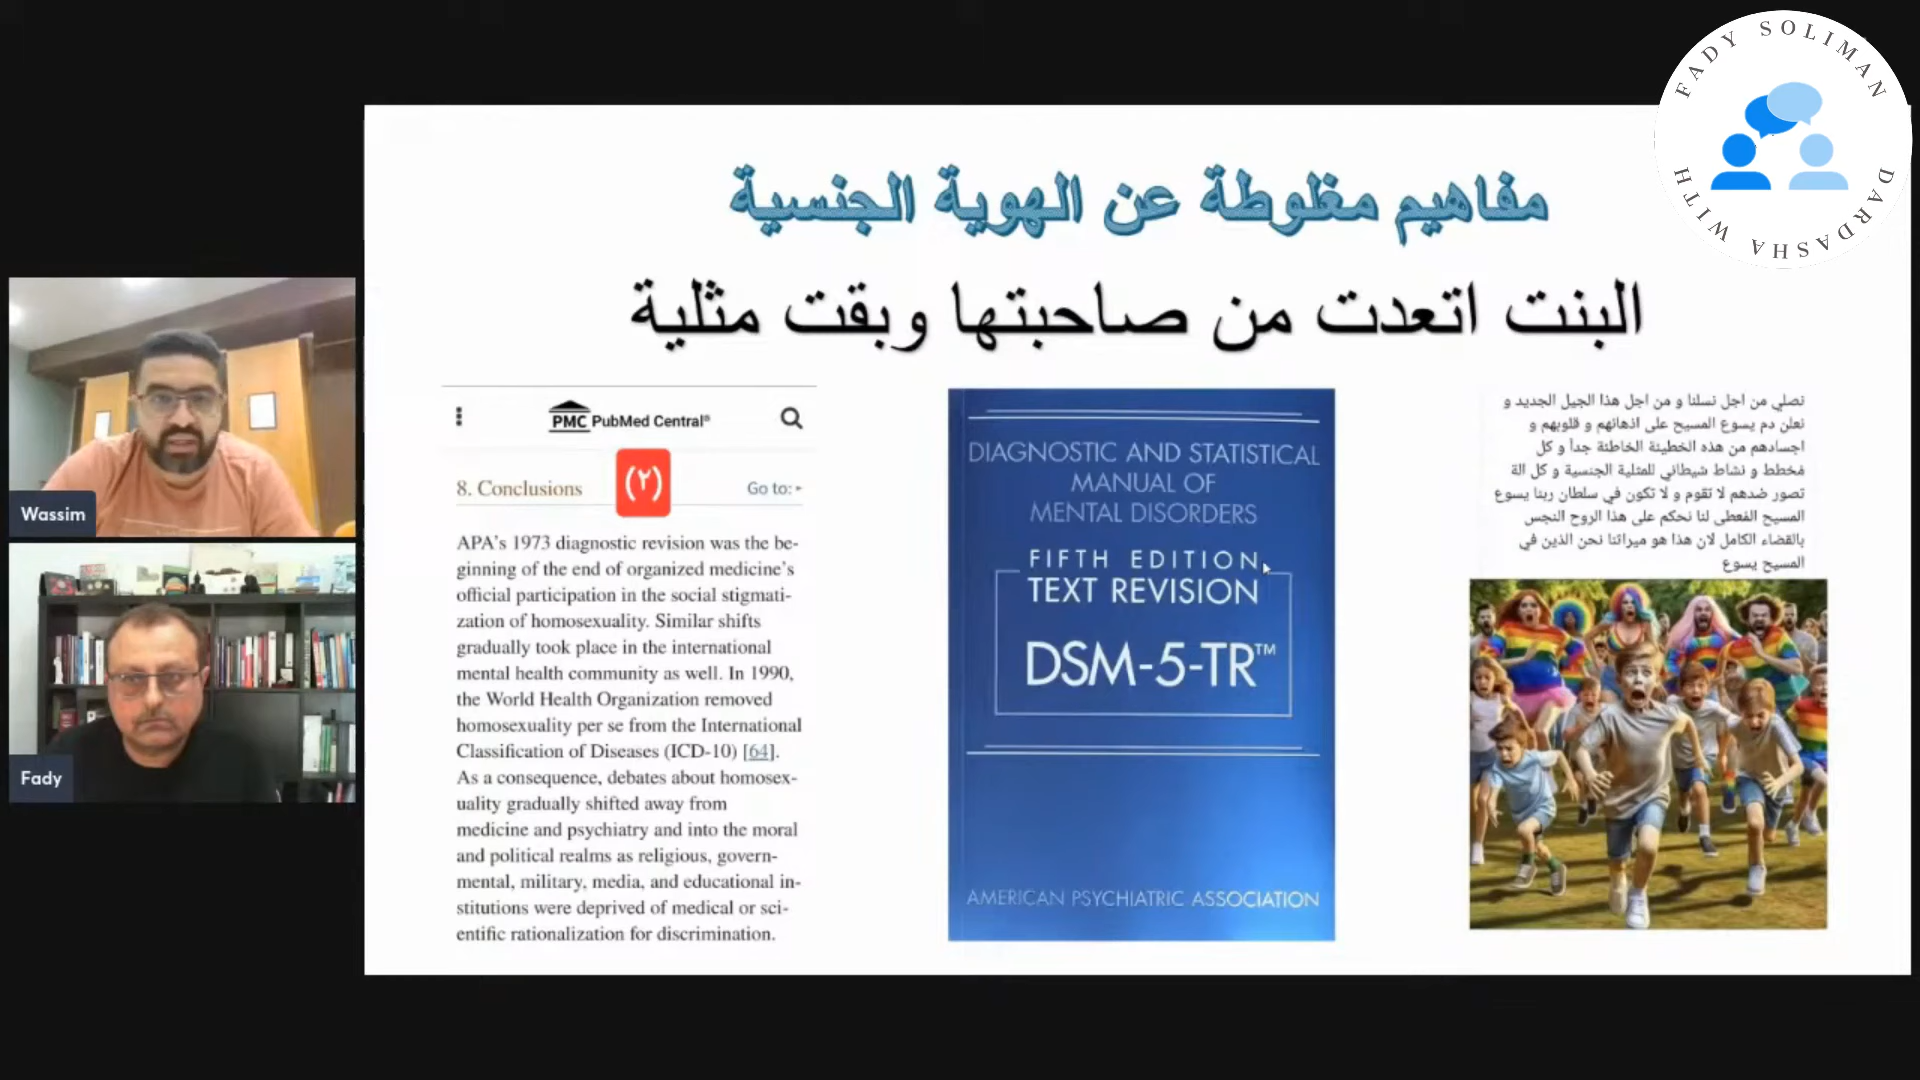 FADY SOLIMAN
DARDASHA WITH
مفاهيم مغلوطة عن الهوية الجنسية
البنت اتعدت من صاحبتها وبقت مثلية
PMC PubMed Central®
8. Conclusions
(٢)
Go to:
APA's 1973 diagnostic revision was the be-
ginning of the end of organized medicine's
official participation in the social stigmati-
zation of homosexuality. Similar shifts
gradually took place in the international
mental health community as well. In 1990,
the World Health Organization removed
homosexuality per se from the International
Classification of Diseases (ICD-10) [64].
As a consequence, debates about homosex-
uality gradually shifted away from
medicine and psychiatry and into the moral
and political realms as religious, govern-
mental, military, media, and educational in-
stitutions were deprived of medical or sci-
entific rationalization for discrimination.
DIAGNOSTIC AND STATISTICAL
MANUAL OF
MENTAL DISORDERS
FIFTH EDITION
TEXT REVISION
DSM-5-TR™
AMERICAN PSYCHIATRIC ASSOCIATION
نصلي من اجل نسلنا و من اجل هذا الجيل الجديد و
نعلن دم يسوع المسيح على اذهانهم و قلوبهم و
اجسادهم من هذه الخطيئة الخاطئة جداً و كل
مُخطط و نشاط شيطاني للمثلية الجنسية و كل الة
تصور ضدهم لا تقوم و لا تكون في سلطان ربنا يسوع
المسيح المُعطى لنا نحكم على هذا الروح النجس
بالقضاء الكامل لان هذا هو ميراثنا نحن الذين في
المسيح يسوع
Wassim
Fady